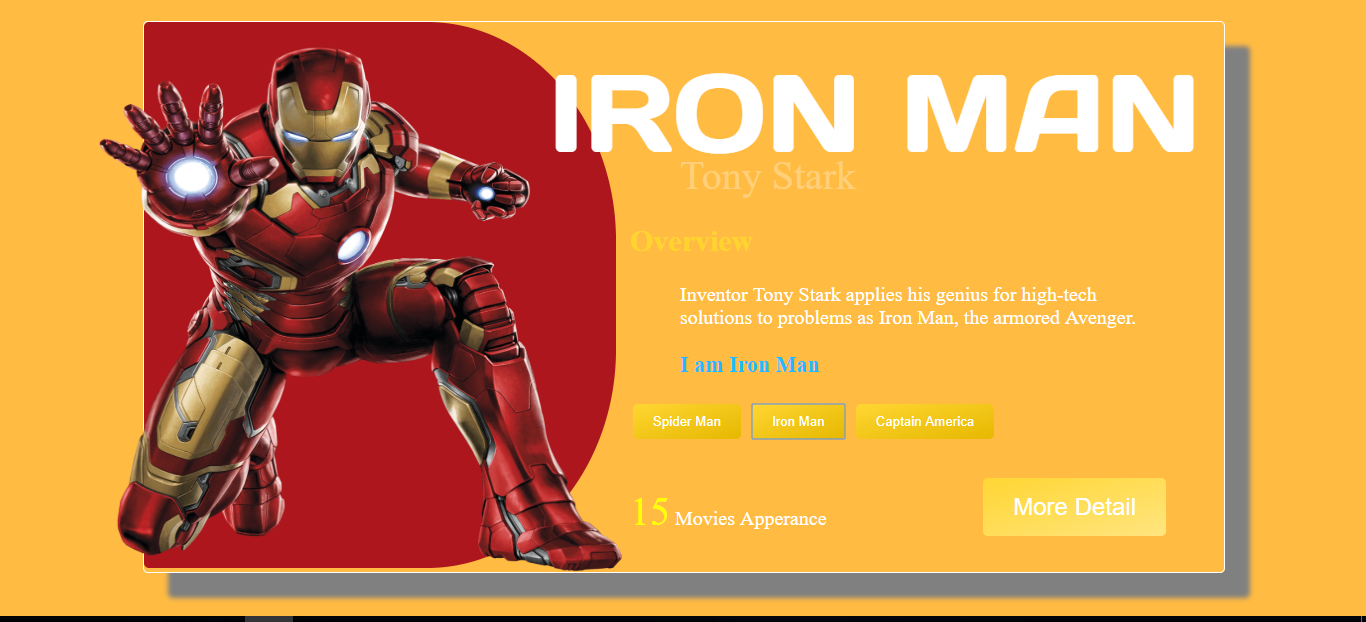 IRON MAN
Tony Stark
Overview
Inventor Tony Stark applies his genius for high-tech
solutions to problems as Iron Man, the armored Avenger.
I am Iron Man
Spider Man
Iron Man
Captain America
15 Movies Apperance
More Detail